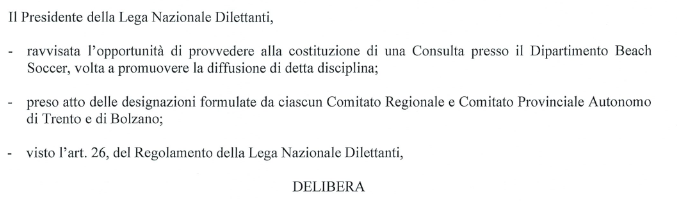 Il Presidente della Lega Nazionale Dilettanti,
- ravvisata l'opportunità di provvedere alla costituzione di una Consulta presso il Dipartimento Beach
Soccer, volta a promuovere la diffusione di detta disciplina;
- preso atto delle designazioni formulate da ciascun Comitato Regionale e Comitato Provinciale Autonomo
di Trento e di Bolzano;
- visto l'art. 26, del Regolamento della Lega Nazionale Dilettanti,
DELIBERA